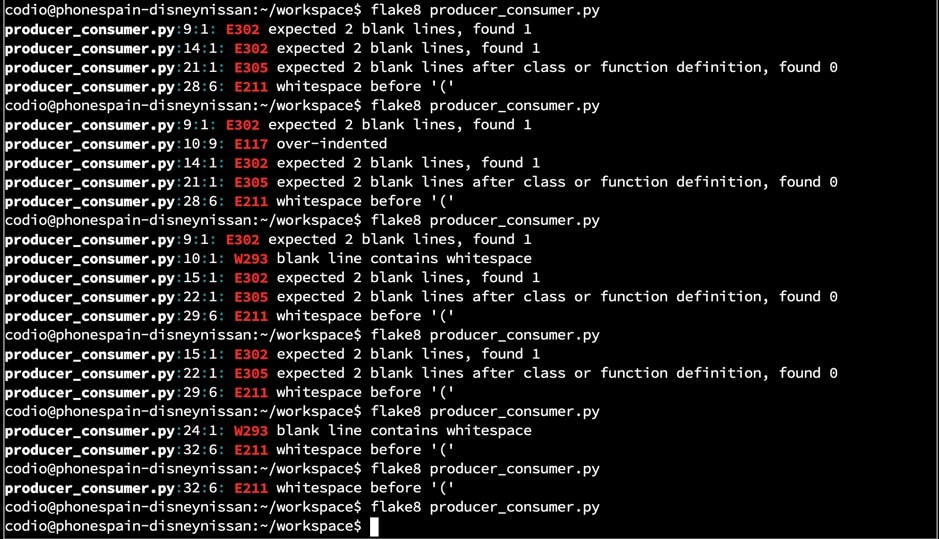 codio@phonespain-disneynissan:~/workspace$ flake8 producer_consumer.py
producer_consumer.py:9:1: E302 expected 2 blank lines, found 1
producer_consumer.py:14:1: E302 expected 2 blank lines, found 1
producer_consumer.py:21:1: E305 expected 2 blank lines after class or function definition, found 0
producer_consumer.py:28:6: E211 whitespace before '('
codio@phonespain-disneynissan:~/workspace$ flake8 producer_consumer.py
producer_consumer.py:9:1: E302 expected 2 blank lines, found 1
producer_consumer.py:10:9: E117 over-indented
producer_consumer.py:14:1: E302 expected 2 blank lines, found 1
producer_consumer.py:21:1: E305 expected 2 blank lines after class or function definition, found 0
producer_consumer.py:28:6: E211 whitespace before '('
codio@phonespain-disneynissan:~/workspace$ flake8 producer_consumer.py
producer_consumer.py:9:1: E302 expected 2 blank lines, found 1
producer_consumer.py:10:1: W293 blank line contains whitespace
producer_consumer.py:15:1: E302 expected 2 blank lines, found 1
producer_consumer.py:22:1: E305 expected 2 blank lines after class or function definition, found 0
producer_consumer.py:29:6: E211 whitespace before '('
codio@phonespain-disneynissan:~/workspace$ flake8 producer_consumer.py
producer_consumer.py:15:1: E302 expected 2 blank lines, found 1
producer_consumer.py:22:1: E305 expected 2 blank lines after class or function definition, found 0
producer_consumer.py:29:6: E211 whitespace before '('
codio@phonespain-disneynissan:~/workspace$ flake8 producer_consumer.py
producer_consumer.py:24:1: W293 blank line contains whitespace
producer_consumer.py:32:6: E211 whitespace before '('
codio@phonespain-disneynissan:~/workspace$ flake8 producer_consumer.py
producer_consumer.py:32:6: E211 whitespace before '('
codio@phonespain-disneynissan:~/workspace$ flake8 producer_consumer.py
codio@phonespain-disneynissan:~/workspace$